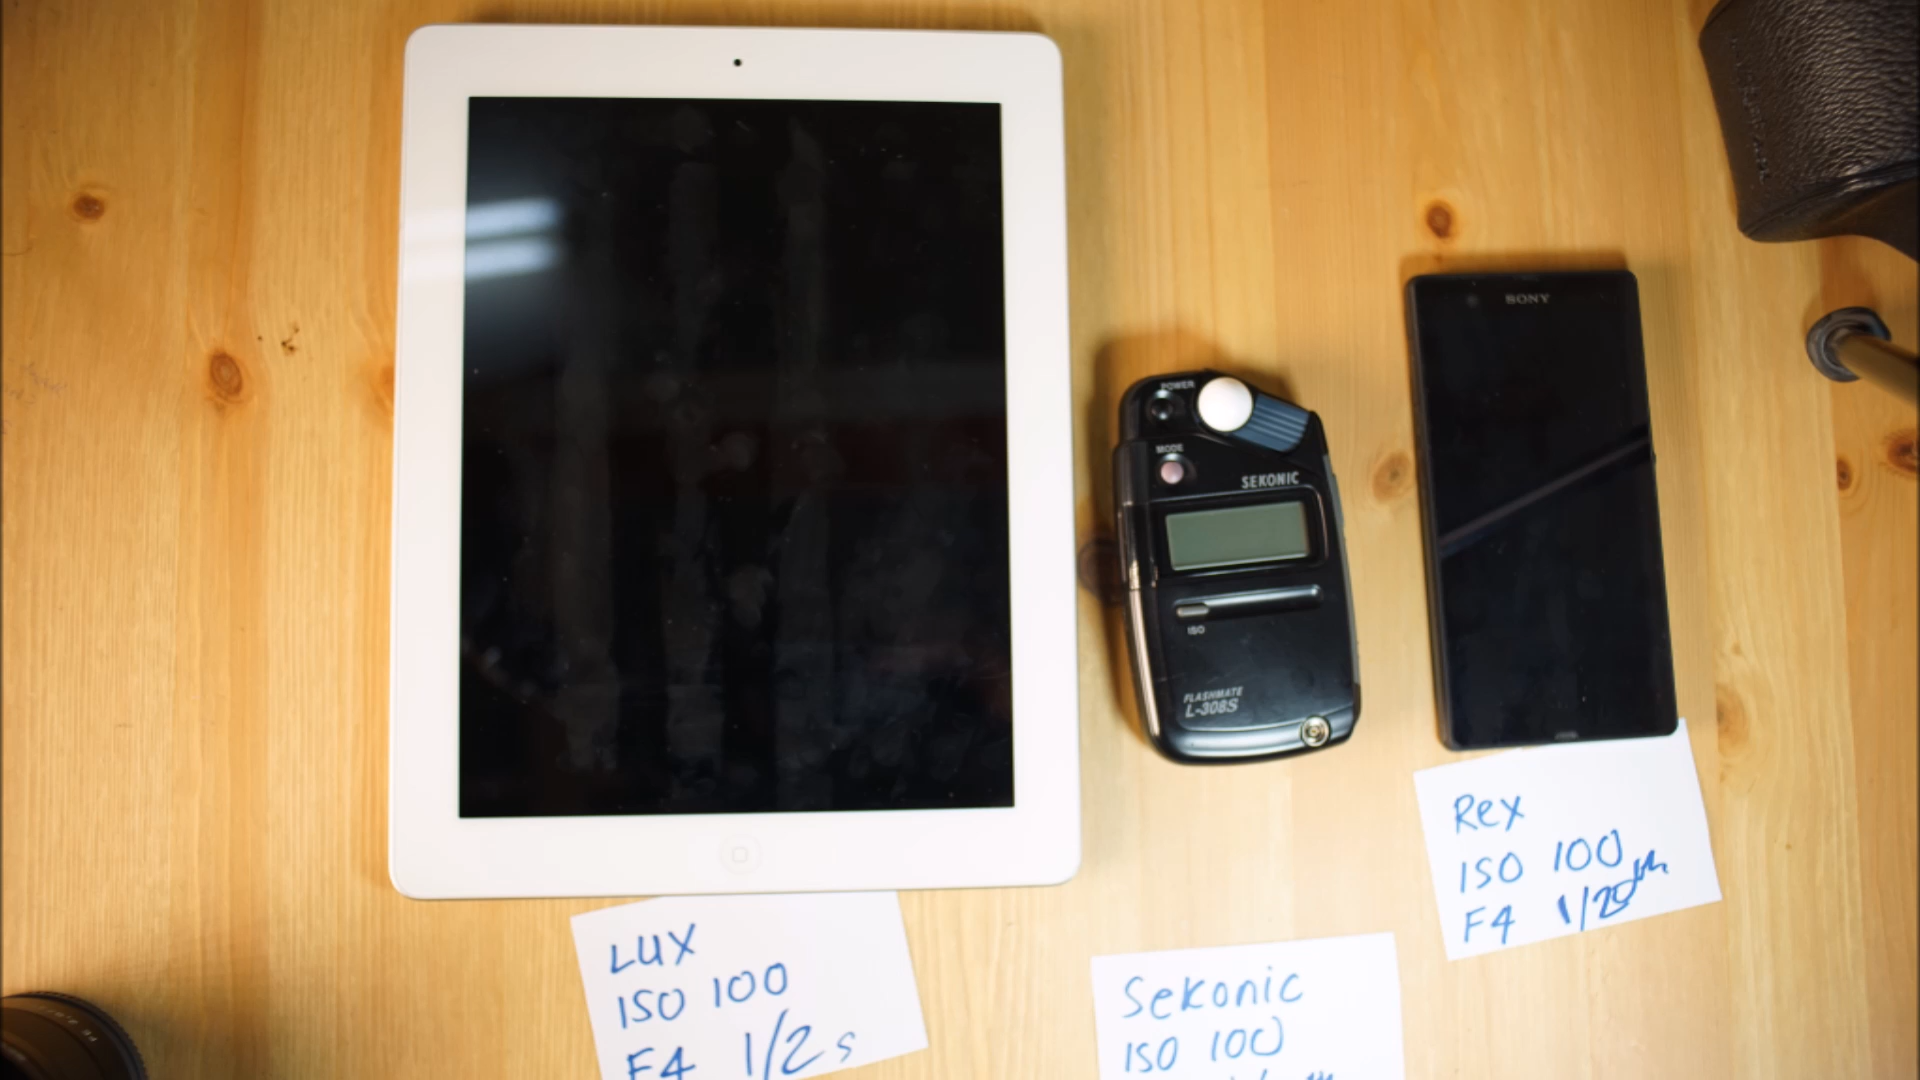 SONY
POWER
MODE
SEKONIC
ISO
FLASHMATE
L-308S
Rex
ISO 100
F4 1/20th
LUX
ISO 100
F4 1/2s
Sekonic
ISO 100